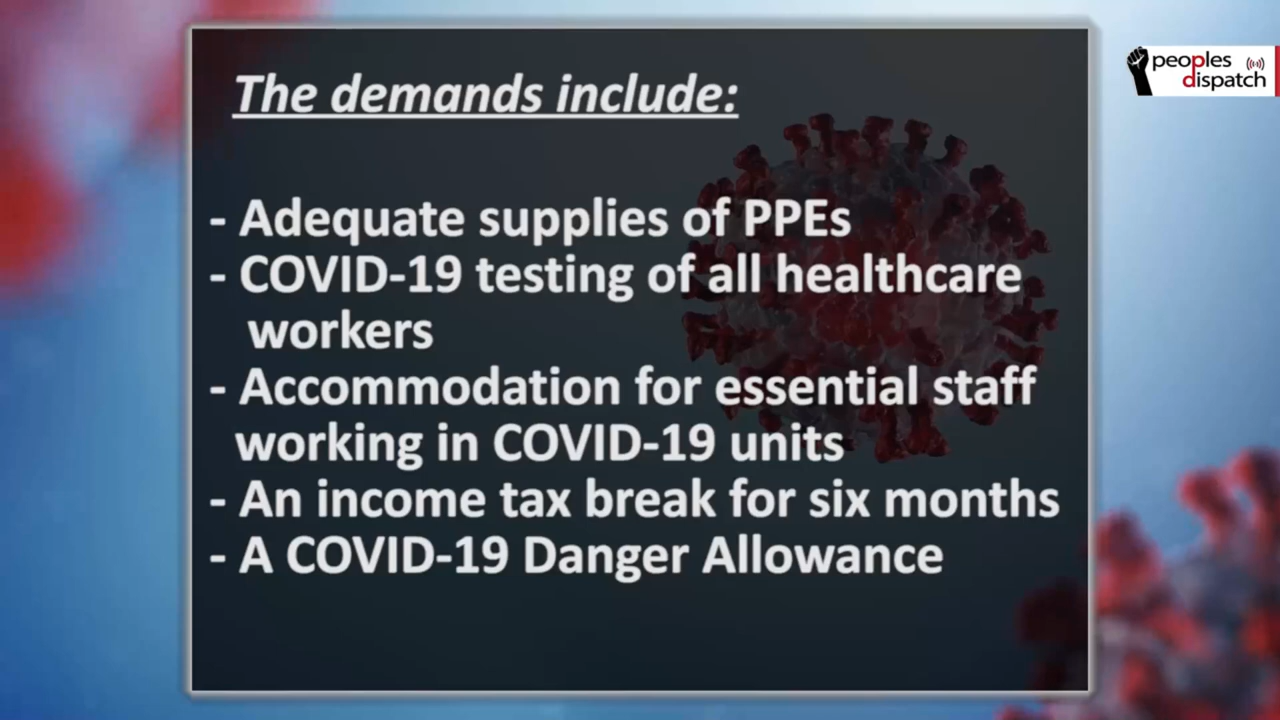 The demands include:
- Adequate supplies of PPEs
- COVID-19 testing of all healthcare
workers
- Accommodation for essential staff
working in COVID-19 units
- An income tax break for six months
- A COVID-19 Danger Allowance
peoples
dispatch